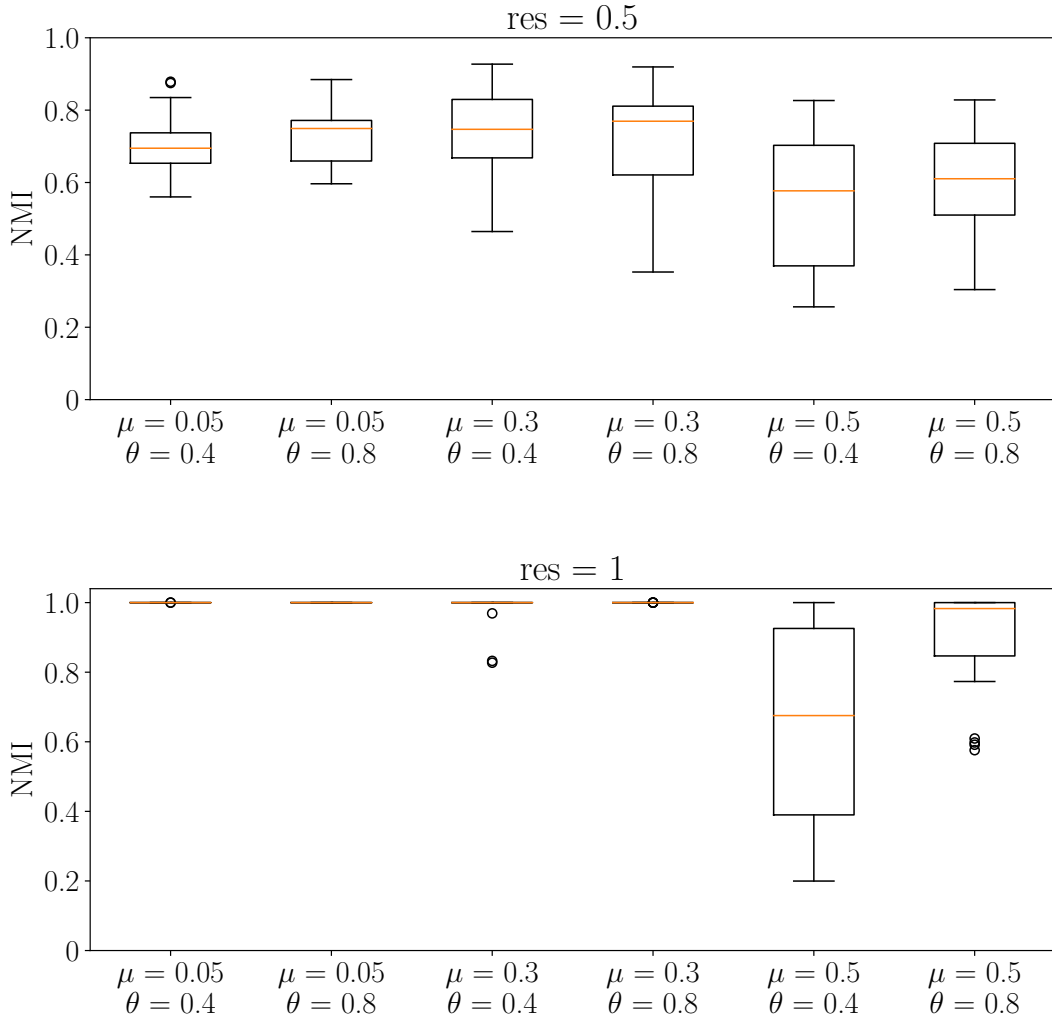 res = 0.5
NMI
1.0
0.8
0.6
0.4
0.2
0
μ = 0.05 μ = 0.05 μ = 0.3 μ = 0.3 μ = 0.5 μ = 0.5
θ = 0.4 θ = 0.8 θ = 0.4 θ = 0.8 θ = 0.4 θ = 0.8
res = 1
NMI
1.0
0.8
0.6
0.4
0.2
0
μ = 0.05 μ = 0.05 μ = 0.3 μ = 0.3 μ = 0.5 μ = 0.5
θ = 0.4 θ = 0.8 θ = 0.4 θ = 0.8 θ = 0.4 θ = 0.8